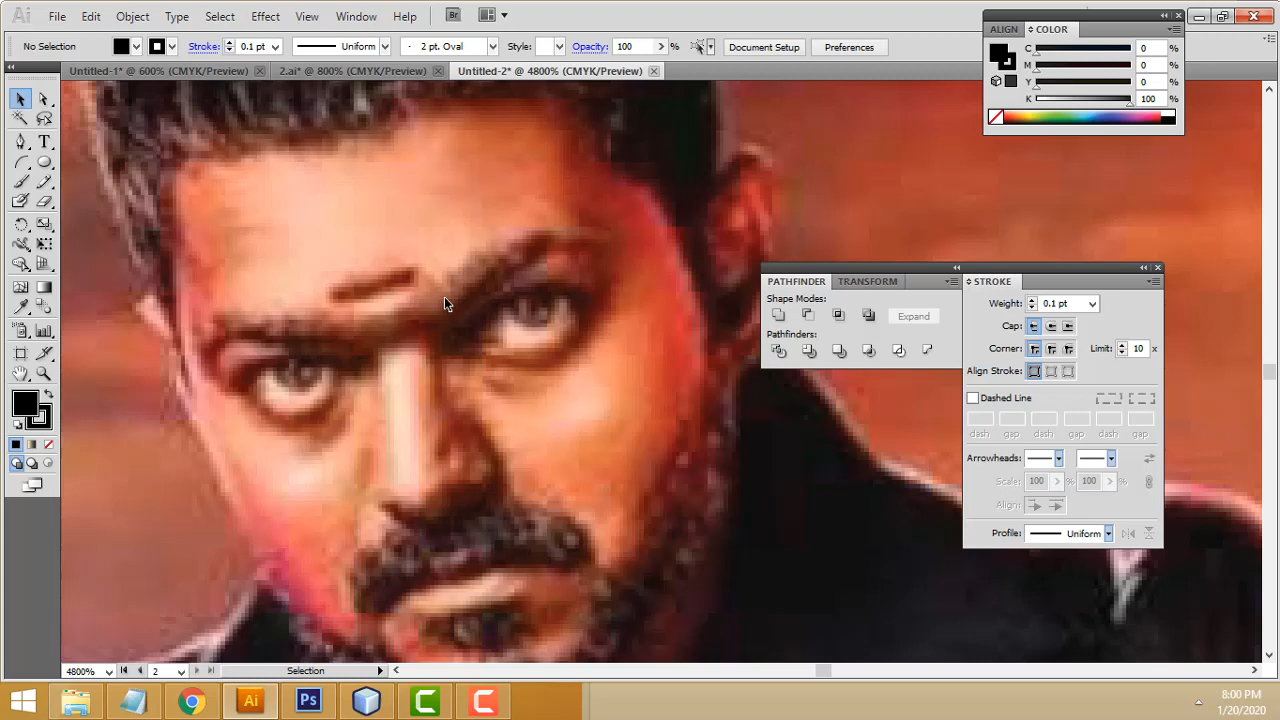 Ai File Edit Object Type Select Effect View Window Help Br
No Selection Stroke: 0.1 pt Uniform 2 pt. Oval Style: Opacity: 100 % Document Setup Preferences
Untitled-1* @ 600% (CMYK/Preview) 2.ai* @ 800% (CMYK/Preview) Untitled-2* @ 4800% (CMYK/Preview)
ALIGN COLOR
C 0 %
M 0 %
Y 0 %
K 100 %
PATHFINDER TRANSFORM
Shape Modes:
Expand
Pathfinders:
STROKE
Weight: 0.1 pt
Cap:
Corner: Limit: 10 x
Align Stroke:
Dashed Line
dash gap dash gap dash gap
Arrowheads:
Scale: 100 % 100 %
Align:
Profile: Uniform
4800% 2 Selection
Ai Ps
8:00 PM
1/20/2020